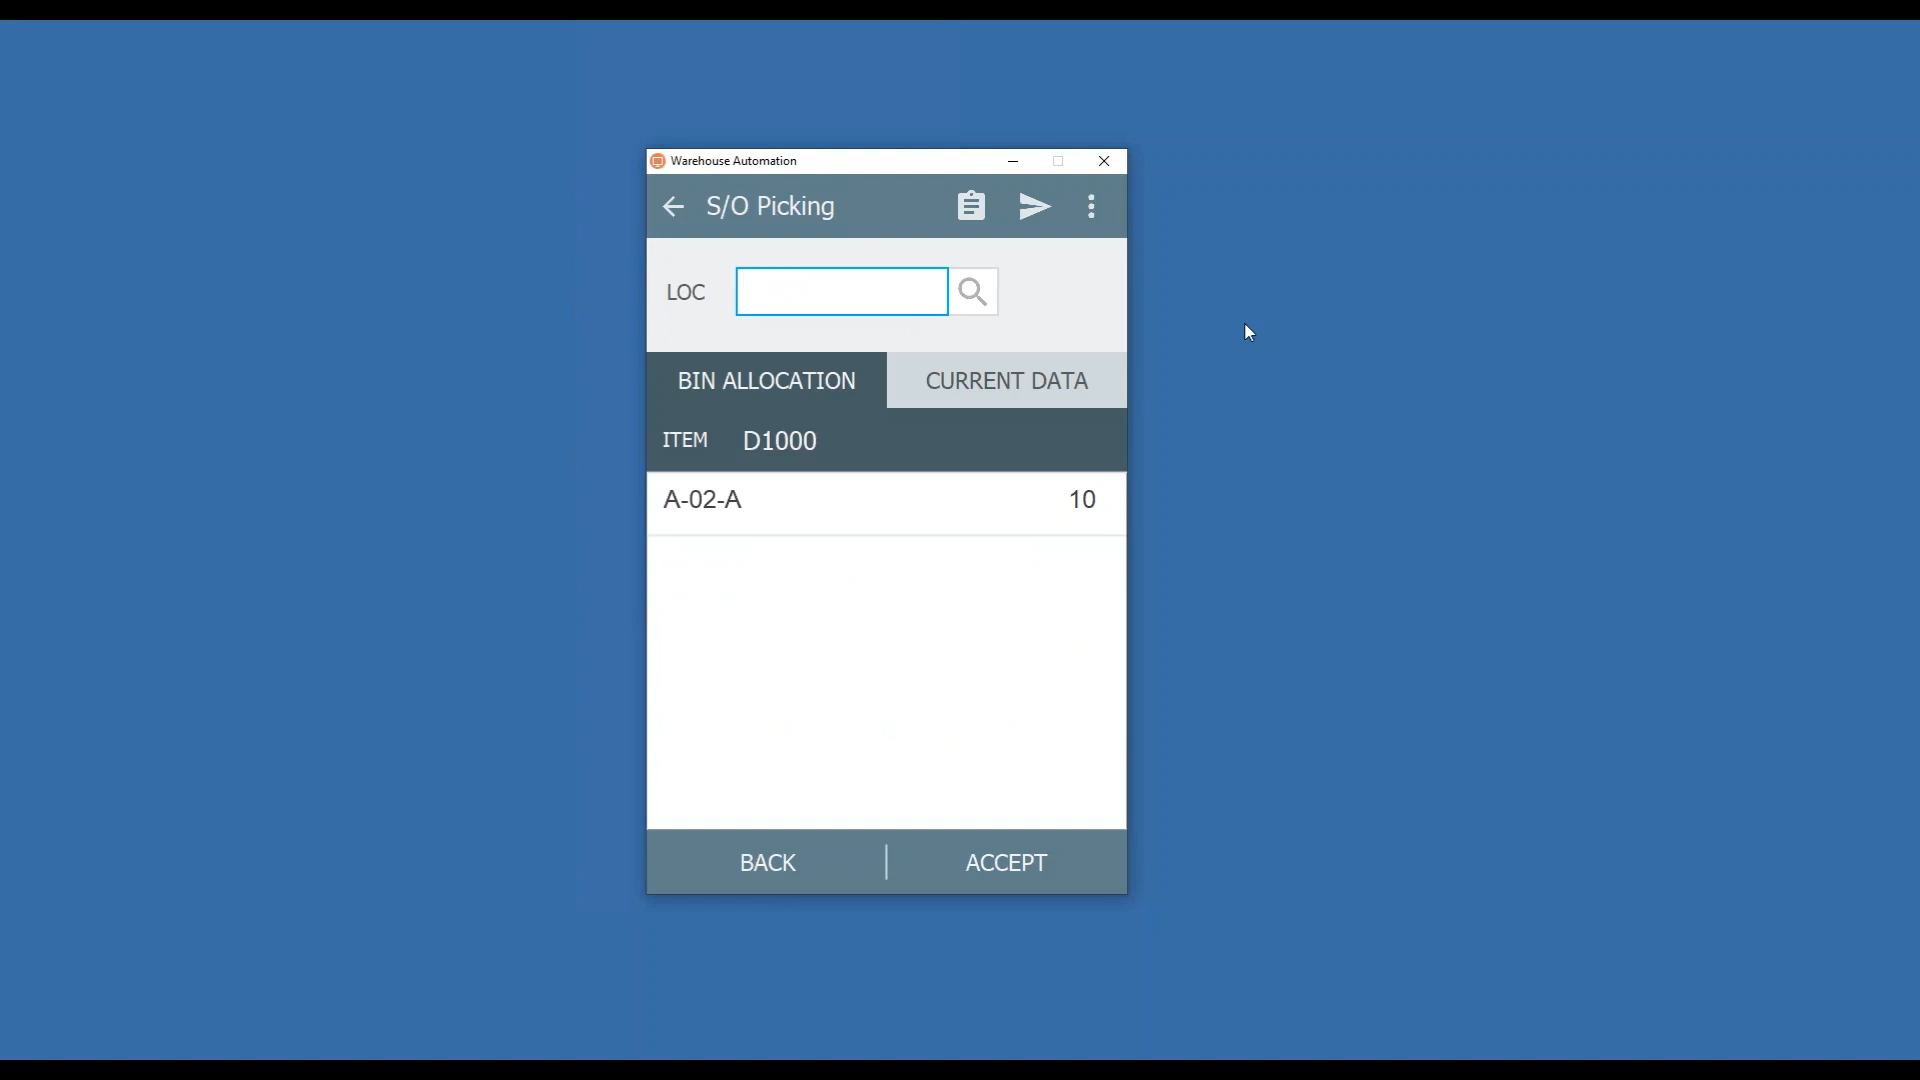 Warehouse Automation
S/O Picking
LOC
BIN ALLOCATION CURRENT DATA
ITEM D1000
A-02-A 10
BACK ACCEPT